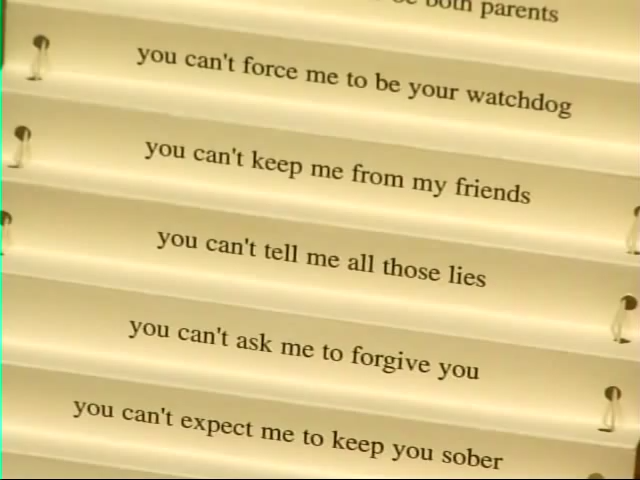 both parents
you can't force me to be your watchdog
you can't keep me from my friends
you can't tell me all those lies
you can't ask me to forgive you
you can't expect me to keep you sober